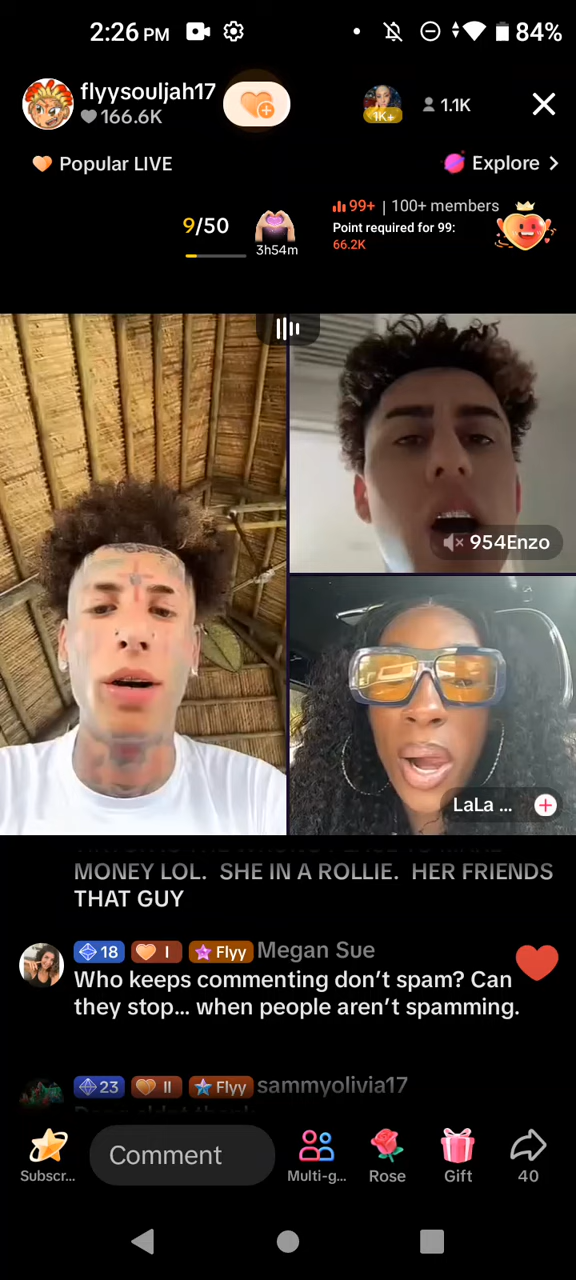 2:26 PM
84%
flyysouljah17
166.6K
1K+
1.1K
Popular LIVE
Explore >
9/50
3h54m
99+ | 100+ members
Point required for 99:
66.2K
954Enzo
LaLa ...
MONEY LOL. SHE IN A ROLLIE. HER FRIENDS
THAT GUY
18 I Flyy Megan Sue
Who keepscommenting don't spam? Can
they stop... when people aren't spamming.
23 II Flyy sammyolivia17
Comment
Subscr...
Multi-g...
Rose
Gift
40